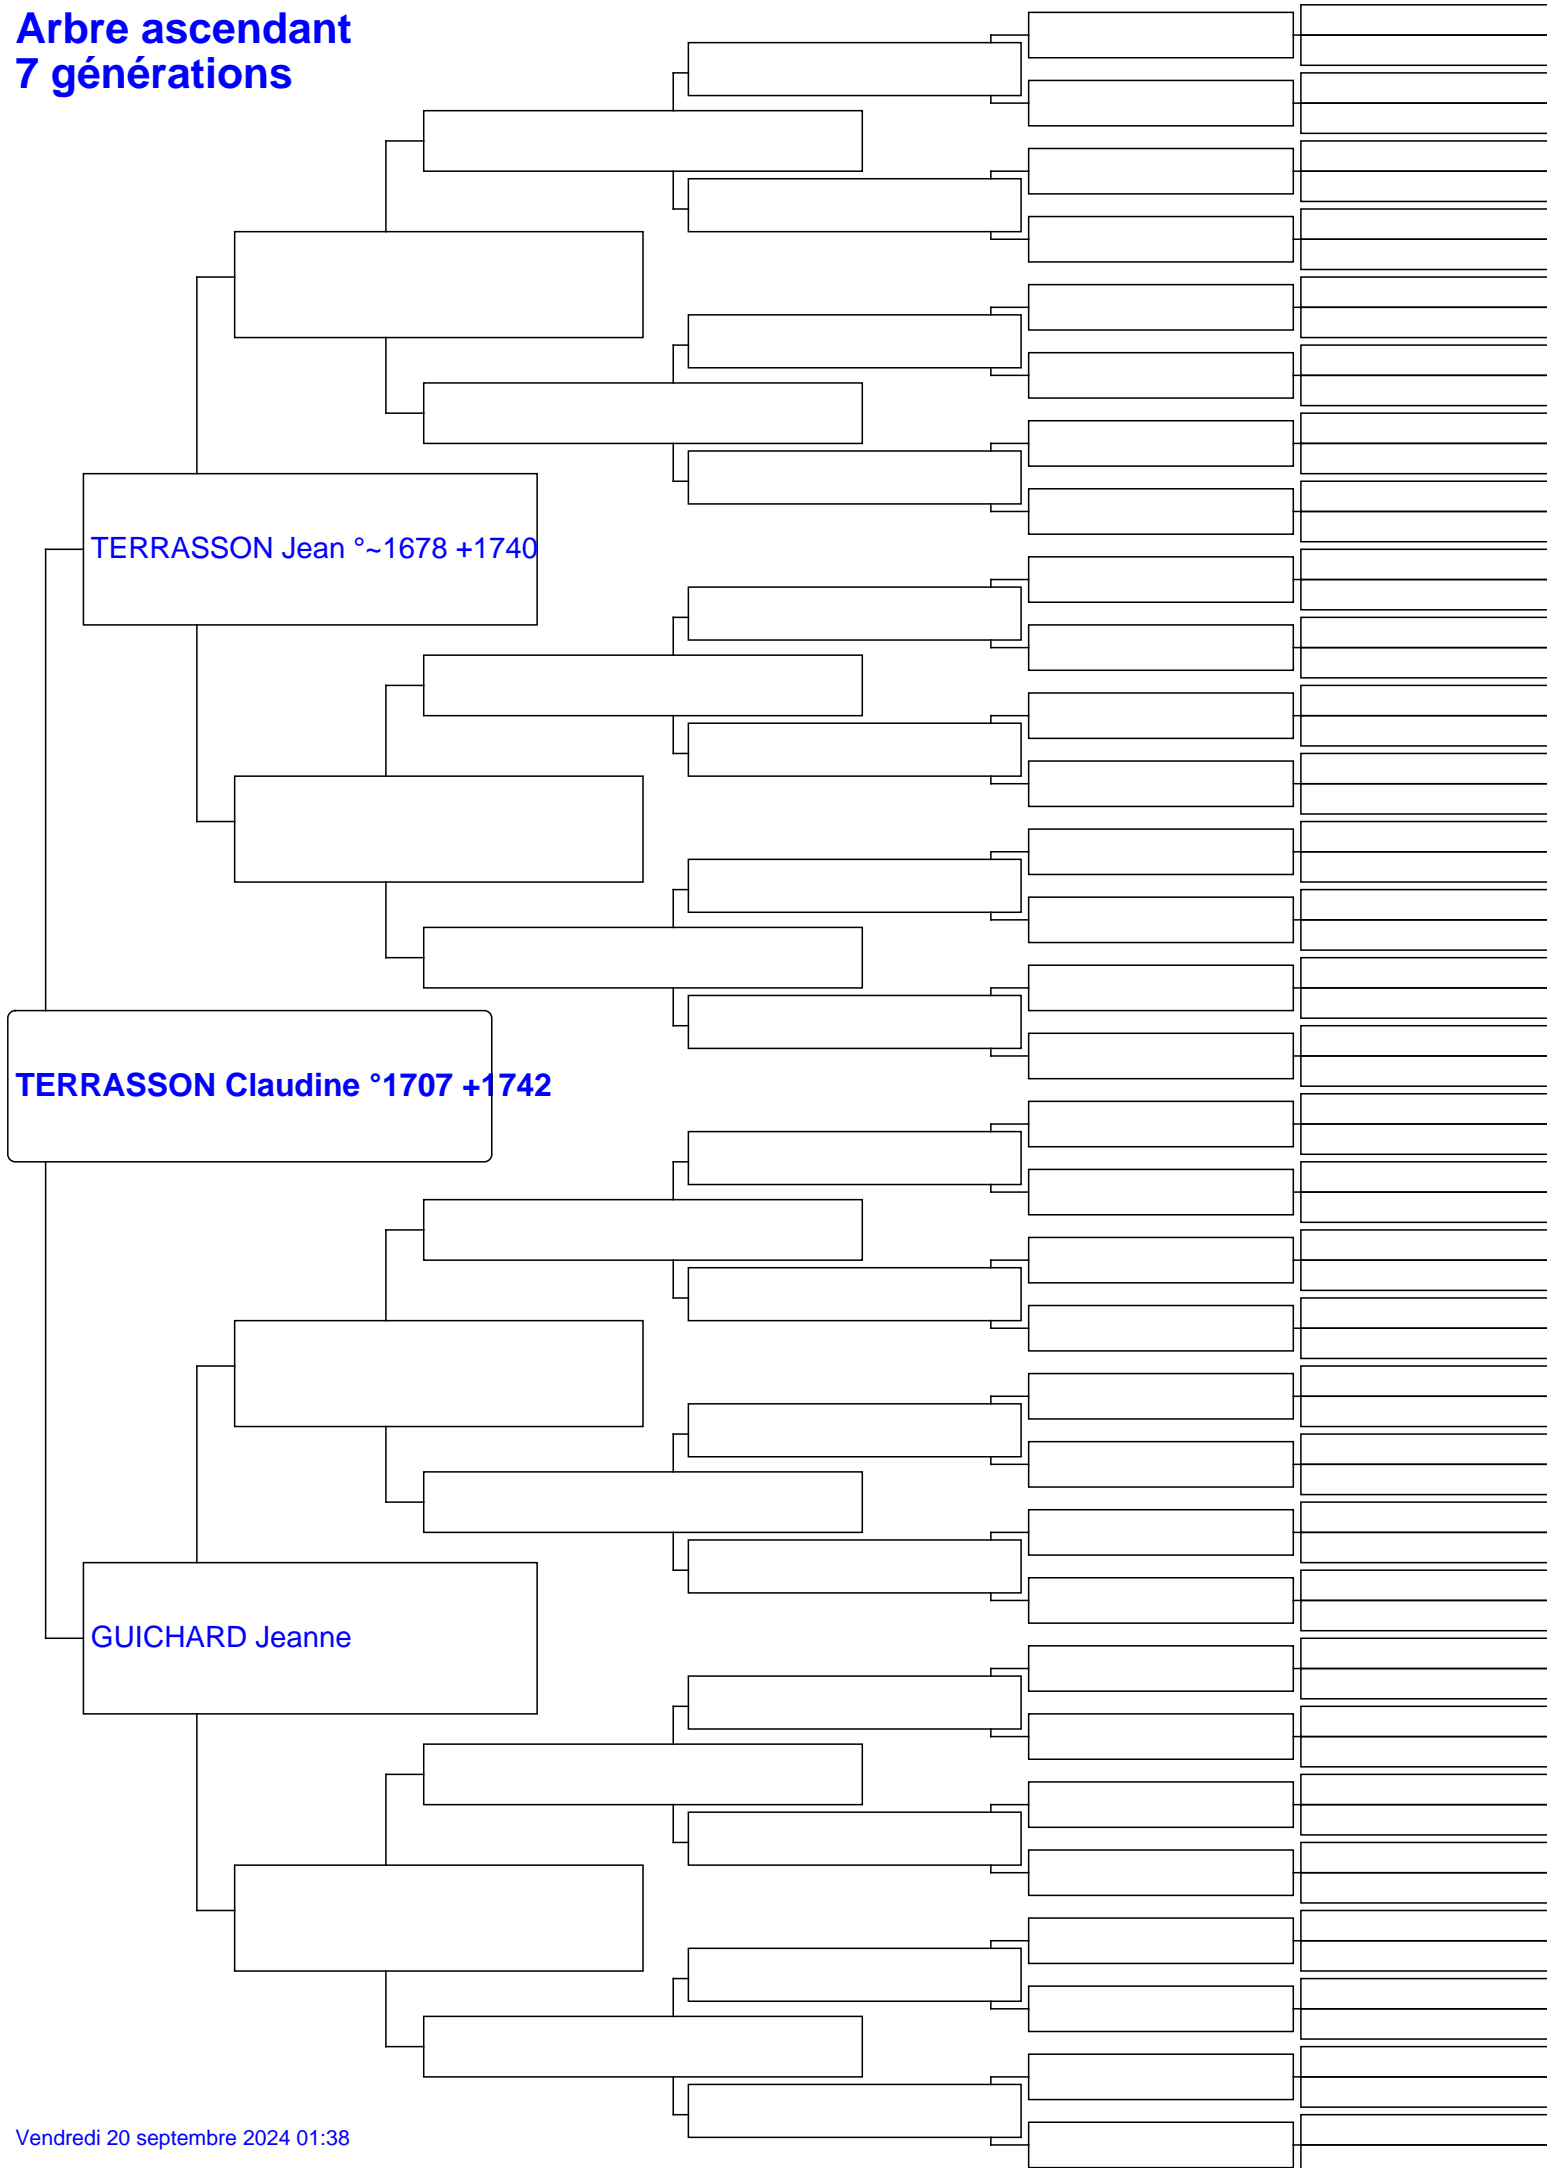 Arbre ascendant
7 générations
TERRASSON Jean °~1678 +1740
TERRASSON Claudine °1707 +1742
GUICHARD Jeanne
Vendredi 20 septembre 2024 01:38